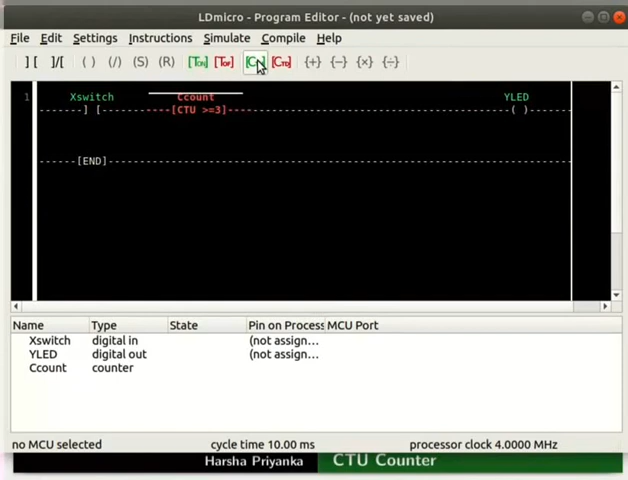 LDmicro - Program Editor - (not yet saved)
File Edit Settings Instructions Simulate Compile Help
] [ ]/[ ( ) (/) (S) (R) [TON] [TOF] [CTD] {+} {−} {×} {÷}
1 Xswitch Ccount YLED
] [ [CTU >=3] ( )
[END]
Name Type State Pin on Process MCU Port
Xswitch digital in (not assign...
YLED digital out (not assign...
Ccount counter
no MCU selected cycle time 10.00 ms processor clock 4.0000 MHz
Harsha Priyanka CTU Counter